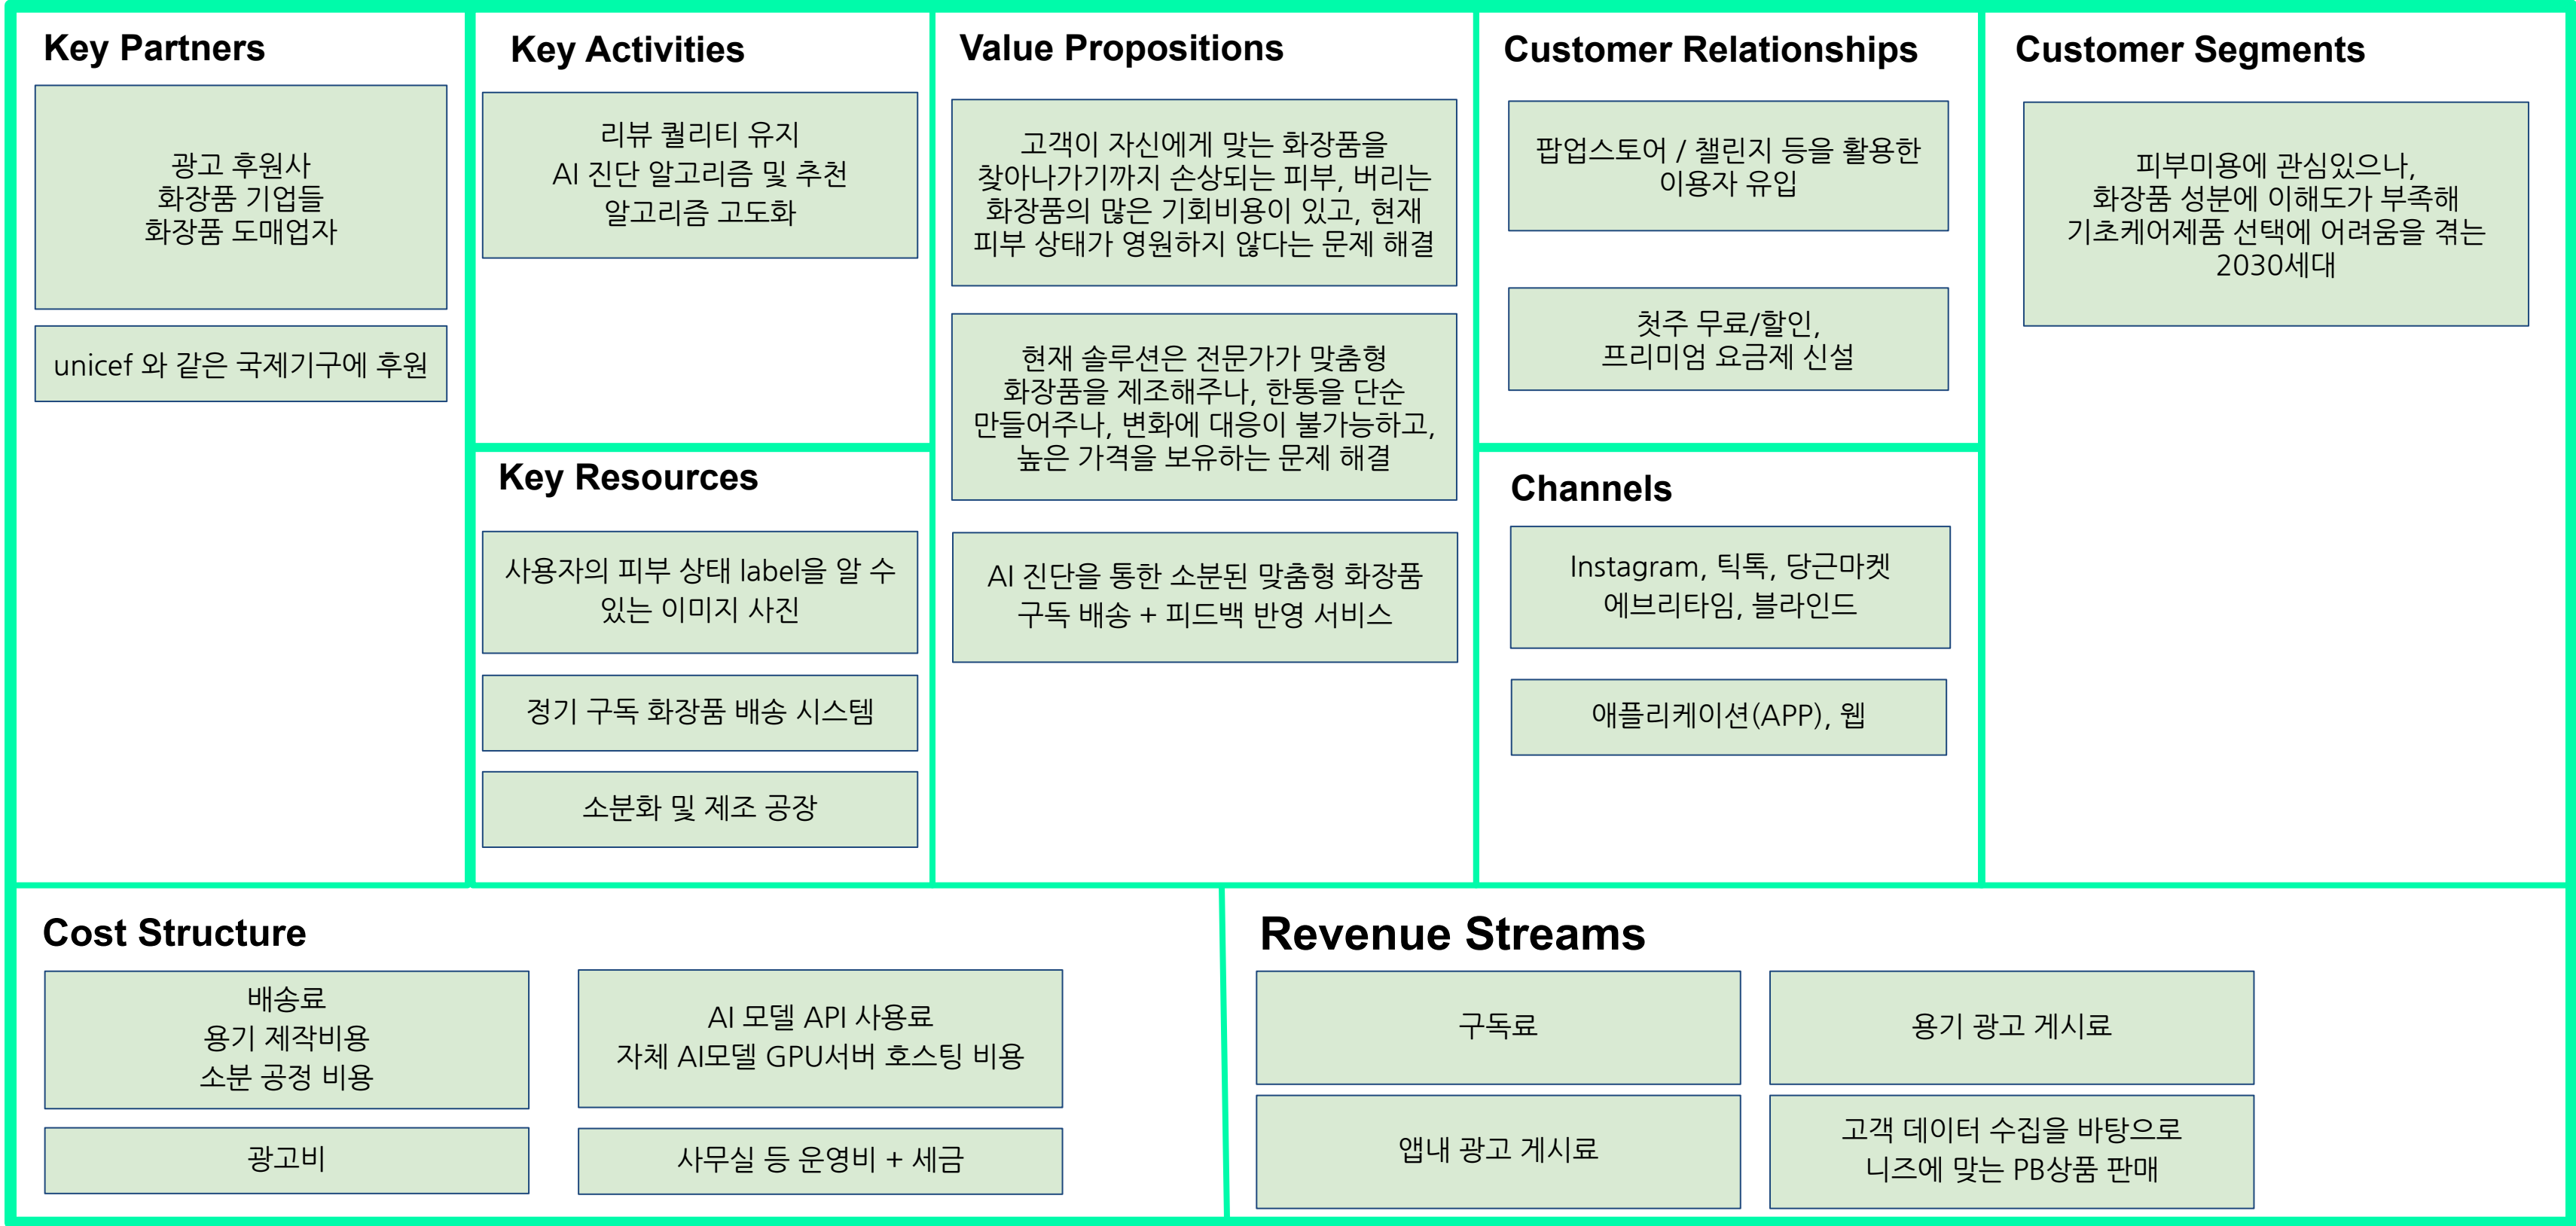 Key Partners
광고 후원사
화장품 기업들
화장품 도매업자
unicef 와 같은 국제기구에 후원
Key Activities
리뷰 퀄리티 유지
AI 진단 알고리즘 및 추천
알고리즘 고도화
Key Resources
사용자의 피부 상태 label을 알 수
있는 이미지 사진
정기 구독 화장품 배송 시스템
소분화 및 제조 공장
Value Propositions
고객이 자신에게 맞는 화장품을
찾아나가기까지 손상되는 피부, 버리는
화장품의 많은 기회비용이 있고, 현재
피부 상태가 영원하지 않다는 문제 해결
현재 솔루션은 전문가가 맞춤형
화장품을 제조해주나, 한통을 단순
만들어주나, 변화에 대응이 불가능하고,
높은 가격을 보유하는 문제 해결
AI 진단을 통한 소분된 맞춤형 화장품
구독 배송 + 피드백 반영 서비스
Customer Relationships
팝업스토어 / 챌린지 등을 활용한
이용자 유입
첫주 무료/할인,
프리미엄 요금제 신설
Channels
Instagram, 틱톡, 당근마켓
에브리타임, 블라인드
애플리케이션(APP), 웹
Customer Segments
피부미용에 관심있으나,
화장품 성분에 이해도가 부족해
기초케어제품 선택에 어려움을 겪는
2030세대
Cost Structure
배송료
용기 제작비용
소분 공정 비용
AI 모델 API 사용료
자체 AI모델 GPU서버 호스팅 비용
광고비
사무실 등 운영비 + 세금
Revenue Streams
구독료
용기 광고 게시료
앱내 광고 게시료
고객 데이터 수집을 바탕으로
니즈에 맞는 PB상품 판매